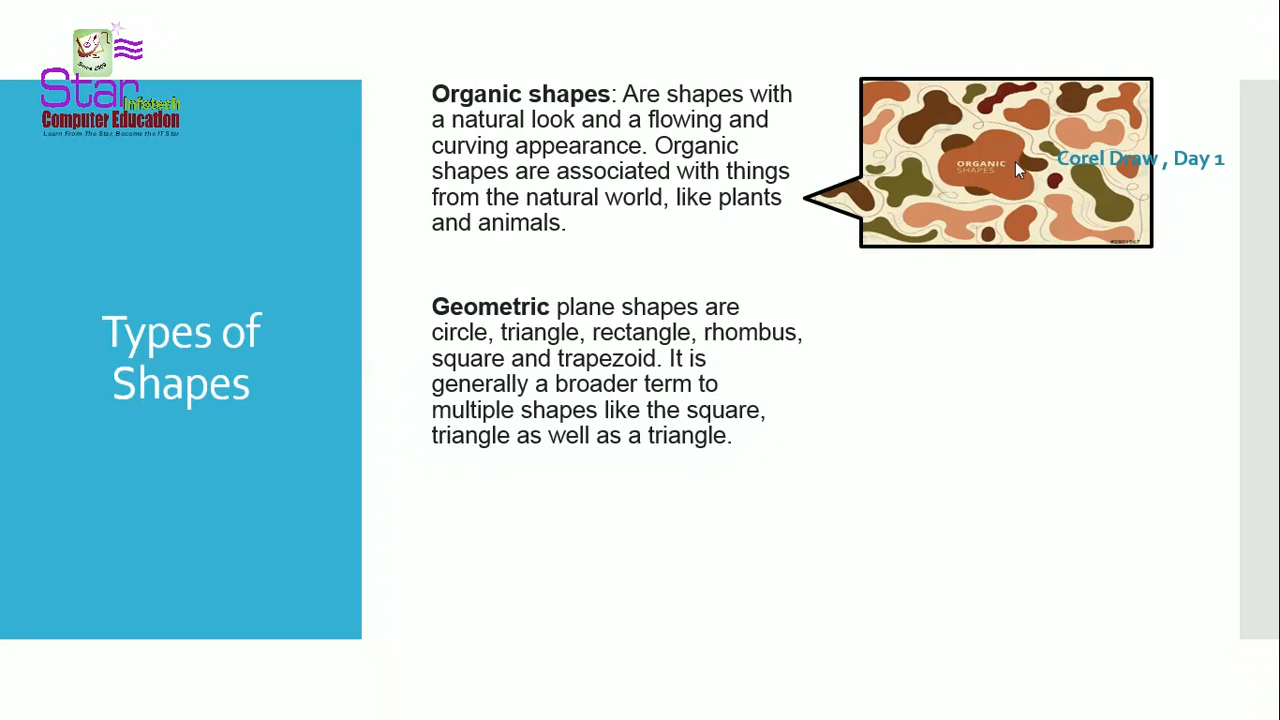 Since 2009
Star
Infotech
Computer Education
Learn From The Star, Become the IT Star
Types of
Shapes
Organic shapes: Are shapes with
a natural look and a flowing and
curving appearance. Organic
shapes are associated with things
from the natural world, like plants
and animals.
Geometric plane shapes are
circle, triangle, rectangle, rhombus,
square and trapezoid. It is
generally a broader term to
multiple shapes like the square,
triangle as well as a triangle.
ORGANIC
SHAPES
Corel Draw , Day 1